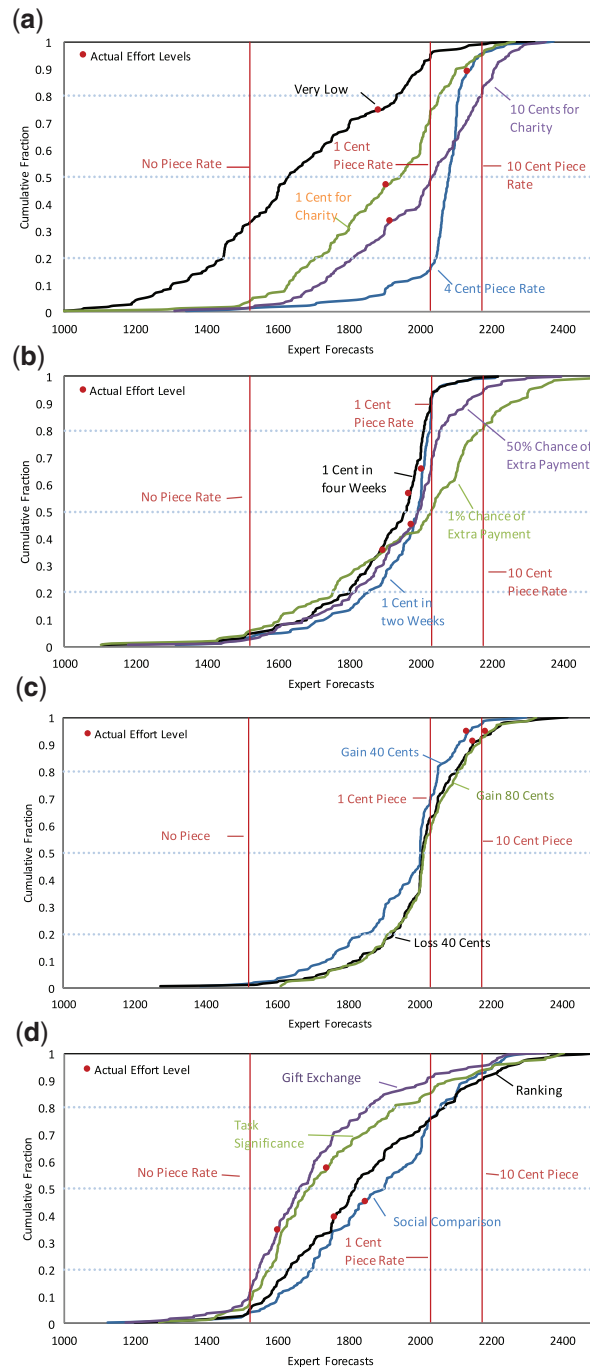 (a)
1
0.9
0.8
0.7
0.6
0.5
0.4
0.3
0.2
0.1
0
Cumulative Fraction
Actual Effort Levels
Very Low
No Piece Rate
1 Cent
Piece Rate
10 Cents for
Charity
10 Cent Piece
Rate
1 Cent for
Charity
4 Cent Piece Rate
1000 1200 1400 1600 1800 2000 2200 2400
Expert Forecasts
(b)
1
0.9
0.8
0.7
0.6
0.5
0.4
0.3
0.2
0.1
0
Cumulative Fraction
Actual Effort Level
1 Cent
Piece Rate
50% Chance of
Extra Payment
1 Cent in
four Weeks
No Piece Rate
1% Chance of
Extra Payment
10 Cent
Piece Rate
1 Cent in
two Weeks
1000 1200 1400 1600 1800 2000 2200 2400
Expert Forecasts
(c)
1
0.9
0.8
0.7
0.6
0.5
0.4
0.3
0.2
0.1
0
Cumulative Fraction
Actual Effort Level
Gain 40 Cents
1 Cent Piece
Gain 80 Cents
No Piece
10 Cent Piece
Loss 40 Cents
1000 1200 1400 1600 1800 2000 2200 2400
Expert Forecasts
(d)
1
0.9
0.8
0.7
0.6
0.5
0.4
0.3
0.2
0.1
0
Cumulative Fraction
Actual Effort Level
Gift Exchange
Ranking
Task
Significance
No Piece Rate
10 Cent Piece
Social Comparison
1 Cent
Piece Rate
1000 1200 1400 1600 1800 2000 2200 2400
Expert Forecasts